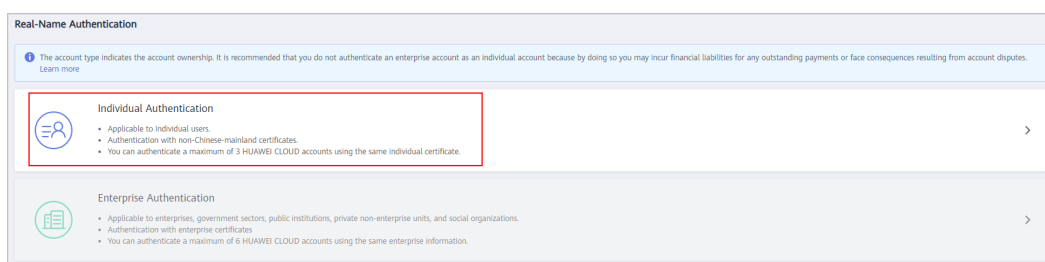 Real-Name Authentication
The account type indicates the account ownership. It is recommended that you do not authenticate an enterprise account as an individual account because by doing so you may incur financial liabilities for any outstanding payments or face consequences resulting from account disputes.
Learn more
Individual Authentication
• Applicable to individual users.
• Authentication with non-Chinese-mainland certificates.
• You can authenticate a maximum of 3 HUAWEI CLOUD accounts using the same individual certificate.
Enterprise Authentication
• Applicable to enterprises, government sectors, public institutions, private non-enterprise units, and social organizations.
• Authentication with enterprise certificates
• You can authenticate a maximum of 6 HUAWEI CLOUD accounts using the same enterprise information.